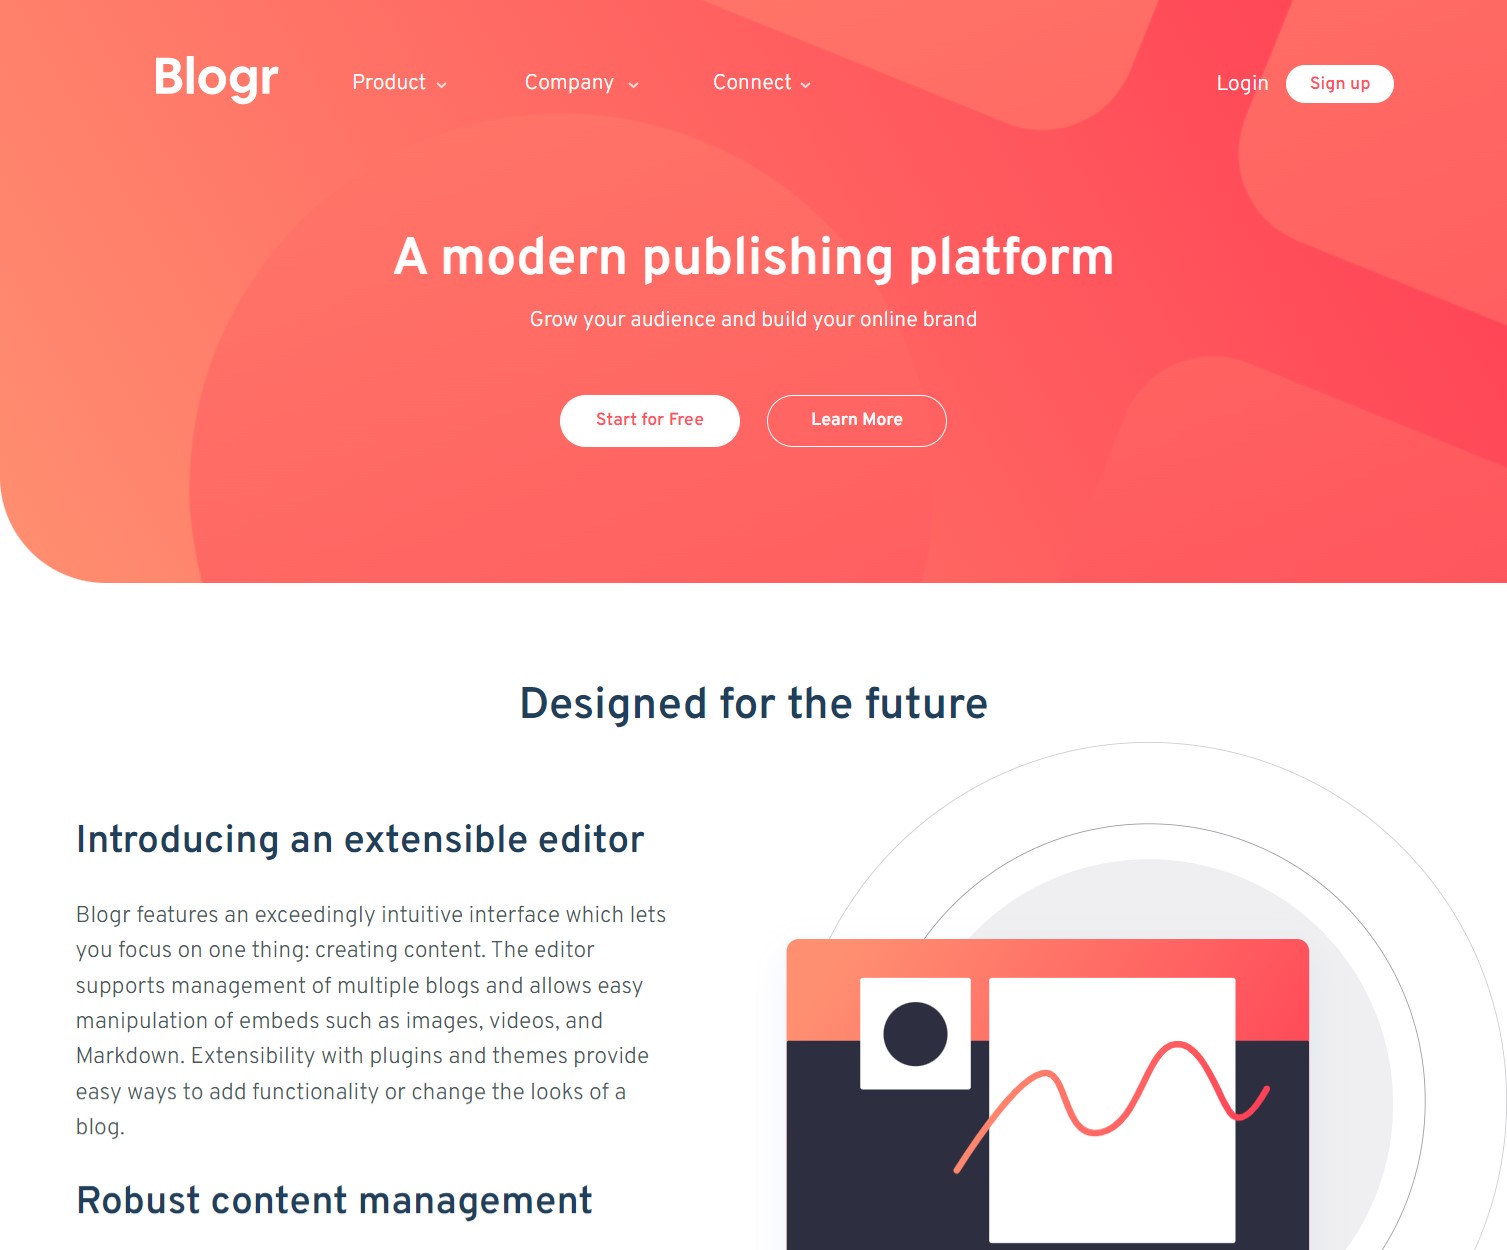 Blogr Product Company Connect Login Sign up
A modern publishing platform
Grow your audience and build your online brand
Start for Free Learn More
Designed for the future
Introducing an extensible editor
Blogr features an exceedingly intuitive interface which lets
you focus on one thing: creating content. The editor
supports management of multiple blogs and allows easy
manipulation of embeds such as images, videos, and
Markdown. Extensibility with plugins and themes provide
easy ways to add functionality or change the looks of a
blog.
Robust content management